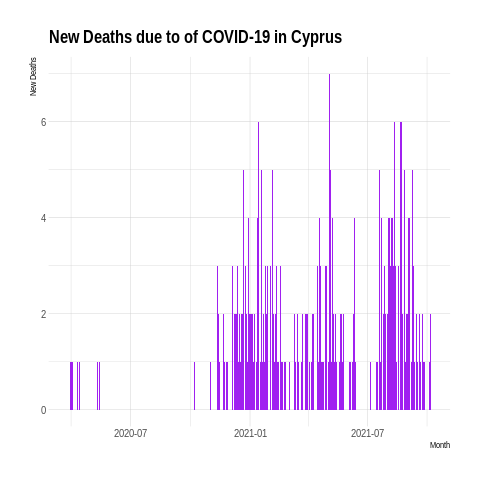 New Deaths due to of COVID-19 in Cyprus
New Deaths
6
4
2
0
2020-07
2021-01
2021-07
Month